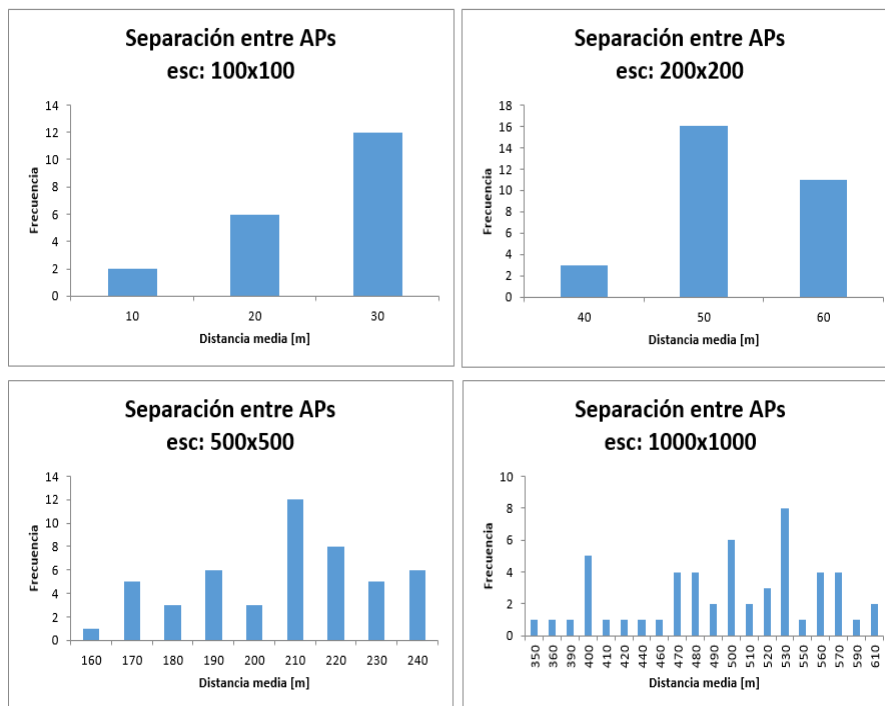 Separación entre APs
esc: 100x100
14
12
10
8
6
4
2
0
Frecuencia
10 20 30
Distancia media [m]
Separación entre APs
esc: 200x200
18
16
14
12
10
8
6
4
2
0
Frecuencia
40 50 60
Distancia media [m]
Separación entre APs
esc: 500x500
14
12
10
8
6
4
2
0
Frecuencia
160 170 180 190 200 210 220 230 240
Distancia media [m]
Separación entre APs
esc: 1000x1000
10
8
6
4
2
0
Frecuencia
350 360 390 400 410 420 440 460 470 480 490 500 510 520 530 550 560 570 590 610
Distancia media [m]